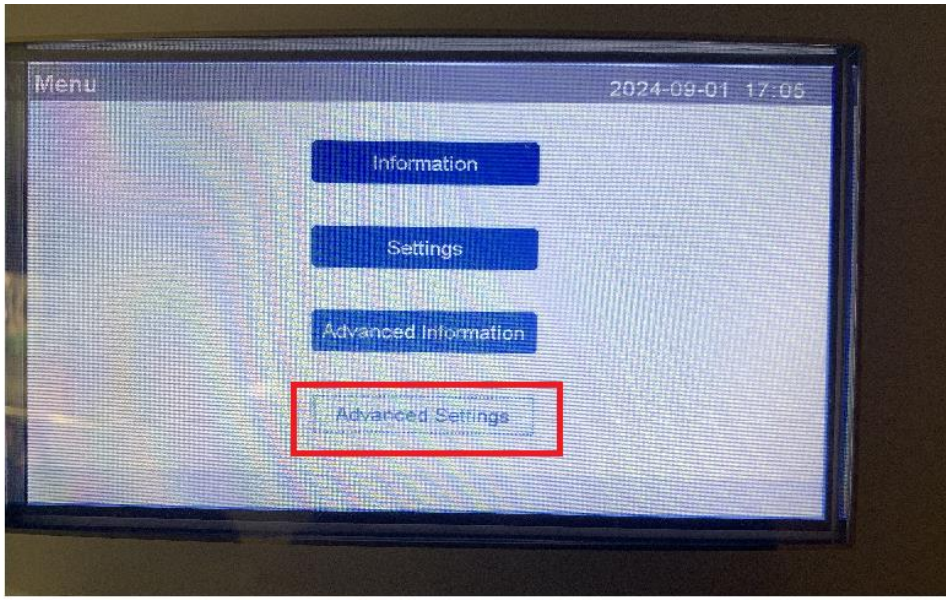 Menu
2024-09-01 17:05
Information
Settings
Advanced Information
Advanced Settings